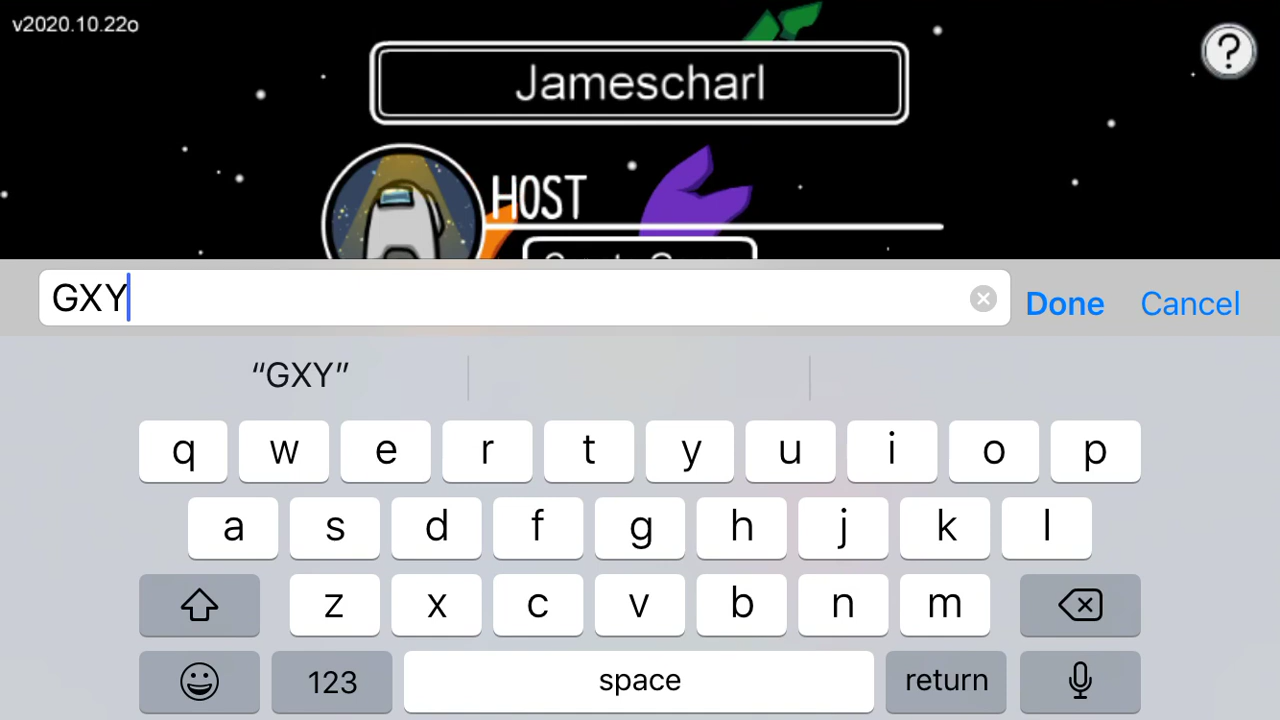 v2020.10.22o
?
Jamescharl
HOST
GXY
Done
Cancel
“GXY”
q w e r t y u i o p
a s d f g h j k l
z x c v b n m
123
space
return